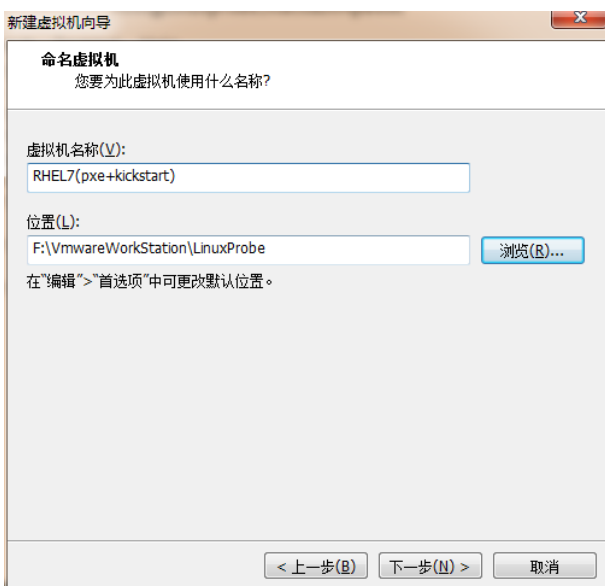 新建虚拟机向导
命名虚拟机
您要为此虚拟机使用什么名称?
虚拟机名称(V):
RHEL7(pxe+kickstart)
位置(L):
F:\VmwareWorkStation\LinuxProbe
浏览(R)...
在"编辑">"首选项"中可更改默认位置。
< 上一步(B)
下一步(N) >
取消